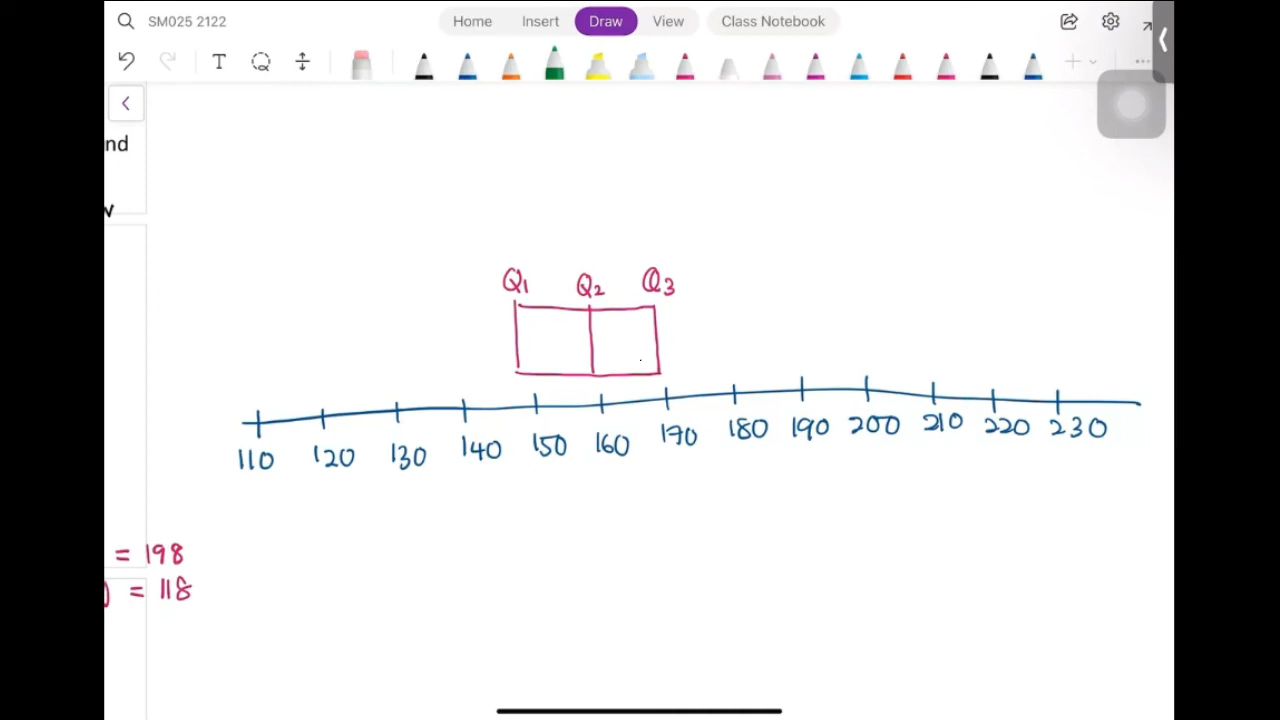 SM025 2122
Home Insert Draw View Class Notebook
T
nd
Q1 Q2 Q3
110 120 130 140 150 160 170 180 190 200 210 220 230
= 198
) = 118